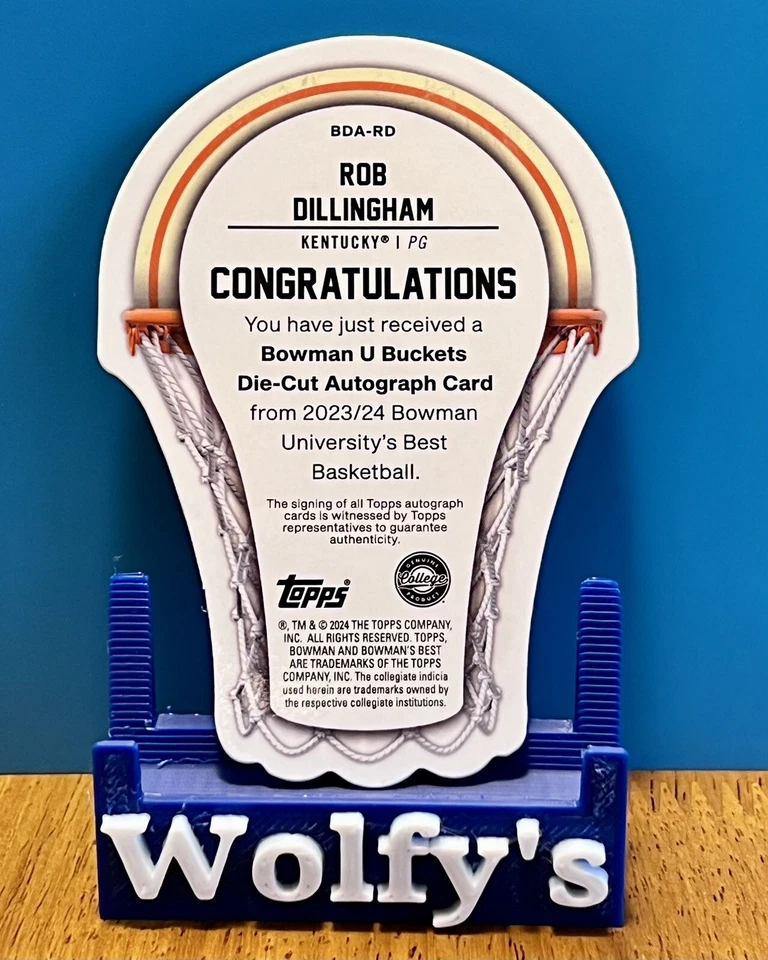 BDA-RD
ROB
DILLINGHAM
KENTUCKY® | PG
CONGRATULATIONS
You have just received a
Bowman U Buckets
Die-Cut Autograph Card
from 2023/24 Bowman
University's Best
Basketball.
The signing of all Topps autograph
cards is witnessed by Topps
representatives to guarantee
authenticity.
Topps®
GENUINE
College
PRODUCT
®, TM & © 2024 THE TOPPS COMPANY,
INC. ALL RIGHTS RESERVED. TOPPS,
BOWMAN AND BOWMAN'S BEST
ARE TRADEMARKS OF THE TOPPS
COMPANY, INC. The collegiate indicia
used herein are trademarks owned by
the respective collegiate institutions.
Wolfy's